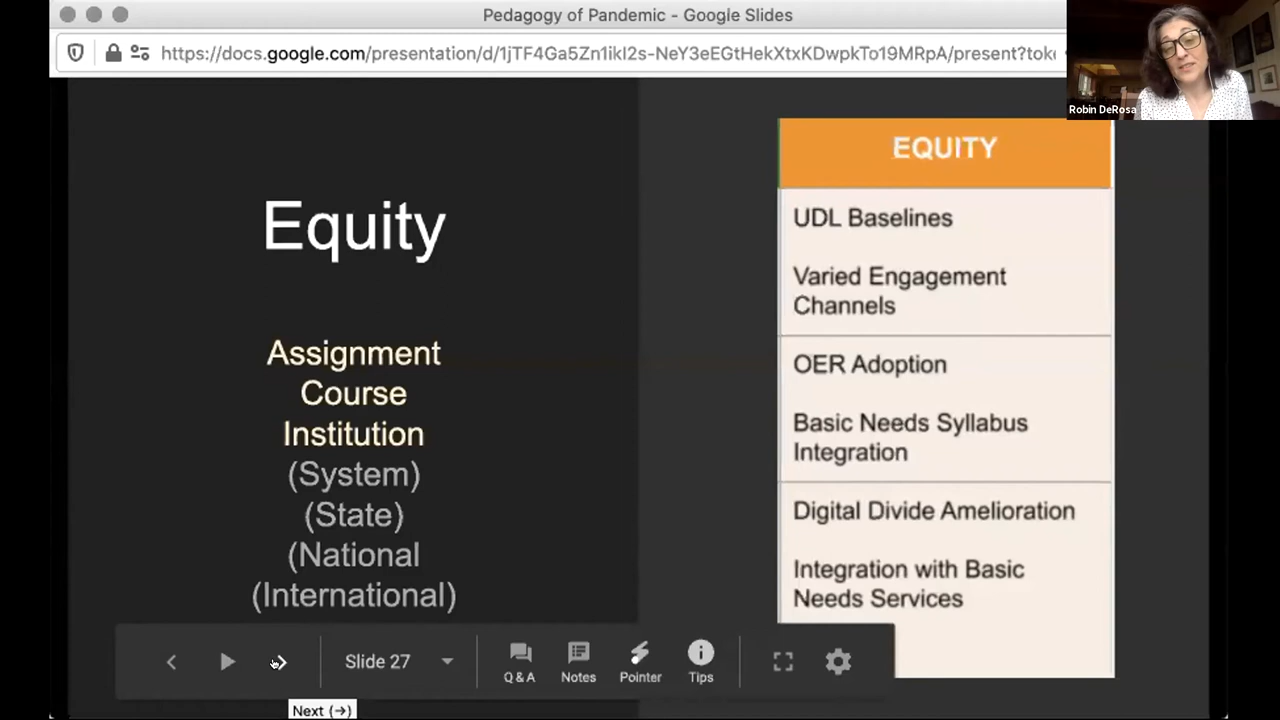 Pedagogy of Pandemic - Google Slides
https://docs.google.com/presentation/d/1jTF4Ga5Zn1ikI2s-NeY3eEGtHekXtxKDwpkTo19MRpA/present?toke
Robin DeRosa
Equity
Assignment
Course
Institution
(System)
(State)
(National
(International)
EQUITY
UDL Baselines
Varied Engagement
Channels
OER Adoption
Basic Needs Syllabus
Integration
Digital Divide Amelioration
Integration with Basic
Needs Services
Slide 27
Q & A
Notes
Pointer
Tips
Next (→)